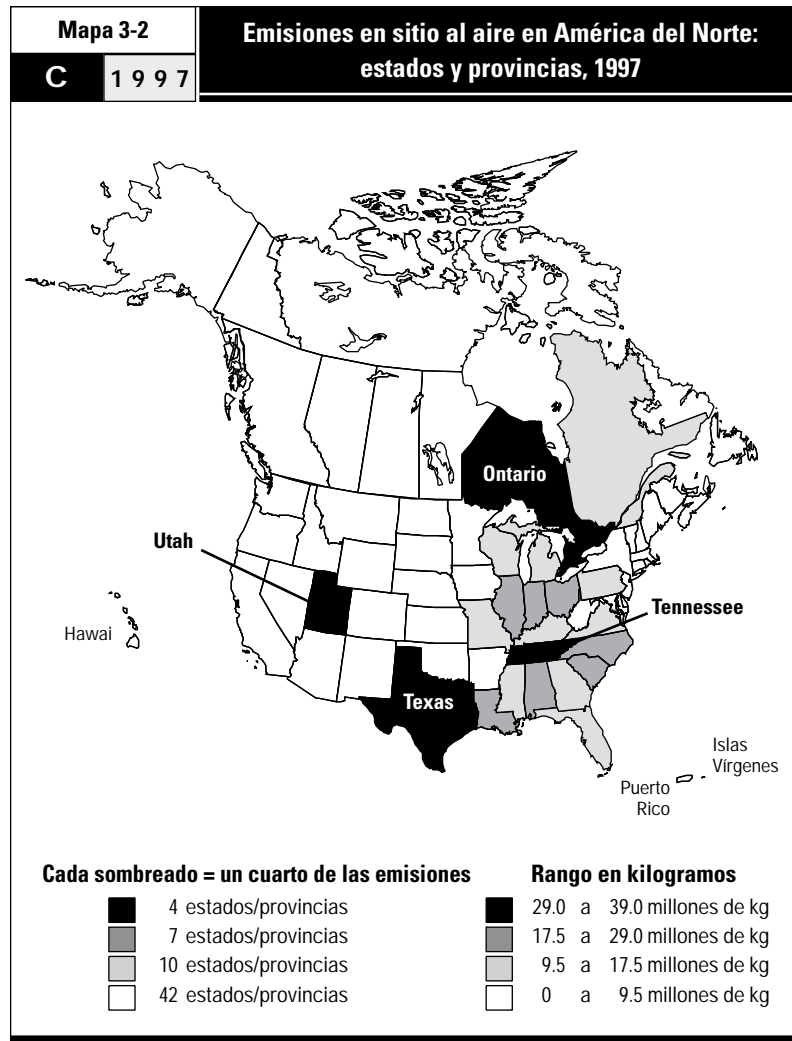 Mapa 3-2
C 1997
Emisiones en sitio al aire en América del Norte:
estados y provincias, 1997
Ontario
Utah
Tennessee
Hawai
Texas
Islas
Vírgenes
Puerto
Rico
Cada sombreado = un cuarto de las emisiones
4 estados/provincias
7 estados/provincias
10 estados/provincias
42 estados/provincias
Rango en kilogramos
29.0 a 39.0 millones de kg
17.5 a 29.0 millones de kg
9.5 a 17.5 millones de kg
0 a 9.5 millones de kg